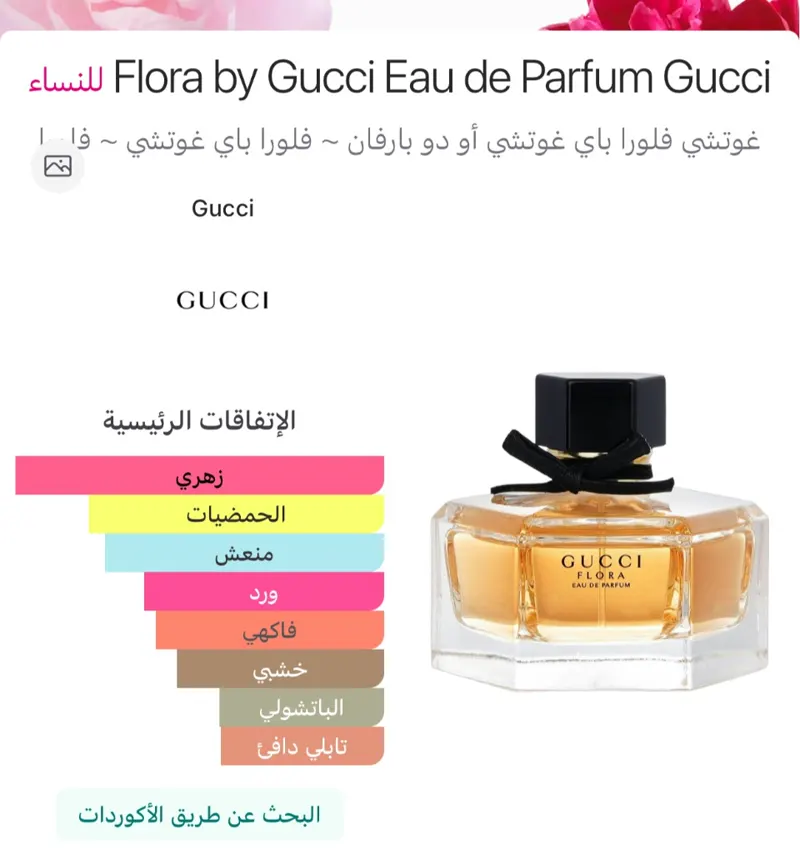 Flora by Gucci Eau de Parfum Gucci للنساء
غوتشي فلورا باي غوتشي أو دو بارفان ~ فلورا باي غوتشي ~
Gucci
GUCCI
الإتفاقات الرئيسية
زهري
الحمضيات
منعش
ورد
فاكهي
خشبي
الباتشولي
تابلي دافئ
البحث عن طريق الأكوردات
GUCCI
FLORA
EAU DE PARFUM